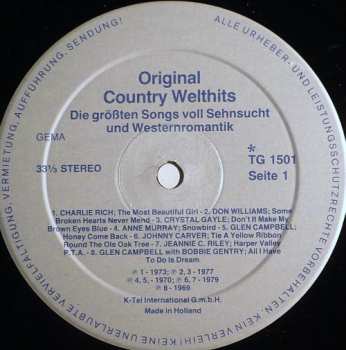 ALLE URHEBER- UND LEISTUNGSSCHUTZRECHTE VORBEHALTEN. KEIN VERLEIH! KEINE UNERLAUBTE VERVIELFÄLTIGUNG, VERMIETUNG, AUFFÜHRUNG, SENDUNG!
Original
Country Welthits
Die größten Songs voll Sehnsucht
und Westernromantik
GEMA
*
33⅓ STEREO
TG 1501
Seite 1
1. CHARLIE RICH; The Most Beautiful Girl - 2. DON WILLIAMS; Some
Broken Hearts Never Mend - 3. CRYSTAL GAYLE; Don't It Make My
Brown Eyes Blue - 4. ANNE MURRAY; Snowbird - 5. GLEN CAMPBELL;
Honey Come Back - 6. JOHNNY CARVER; Tie A Yellow Ribbon
Round The Ole Oak Tree - 7. JEANNIE C. RILEY; Harper Valley
P.T.A. - 8. GLEN CAMPBELL with BOBBIE GENTRY; All I Have
To Do Is Dream
℗ 1 - 1973; ℗ 2, 3 - 1977
℗ 4, 5, - 1970; ℗ 6, 7 - 1979
℗ 8 - 1969
K-Tel International G.m.b.H.
Made in Holland